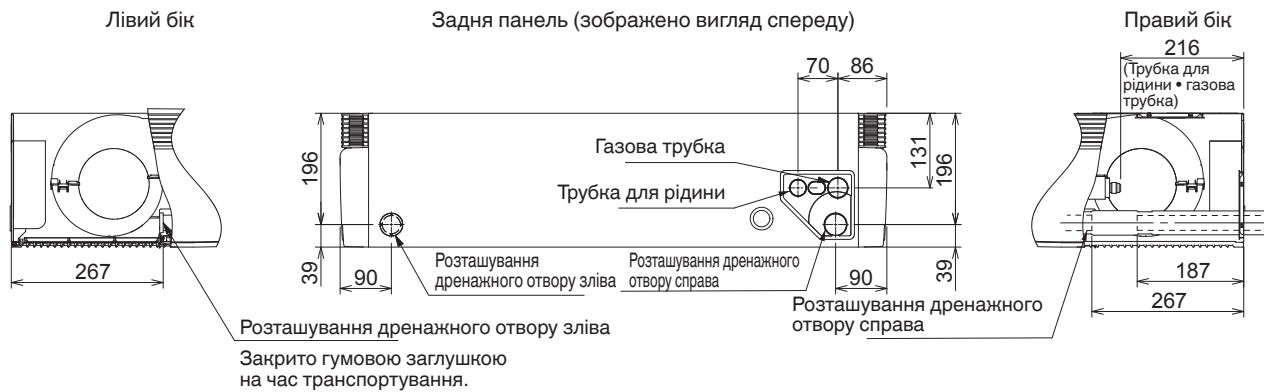 Лівий бік
Задня панель (зображено вигляд спереду)
Правий бік
216
(Трубка для
рідини • газова
трубка)
70
86
196
39
267
Газова трубка
Трубка для рідини
131
196
39
90
Розташування
дренажного отвору зліва
Розташування дренажного
отвору справа
90
187
267
Розташування дренажного
отвору справа
Розташування дренажного отвору зліва
Закрито гумовою заглушкою
на час транспортування.